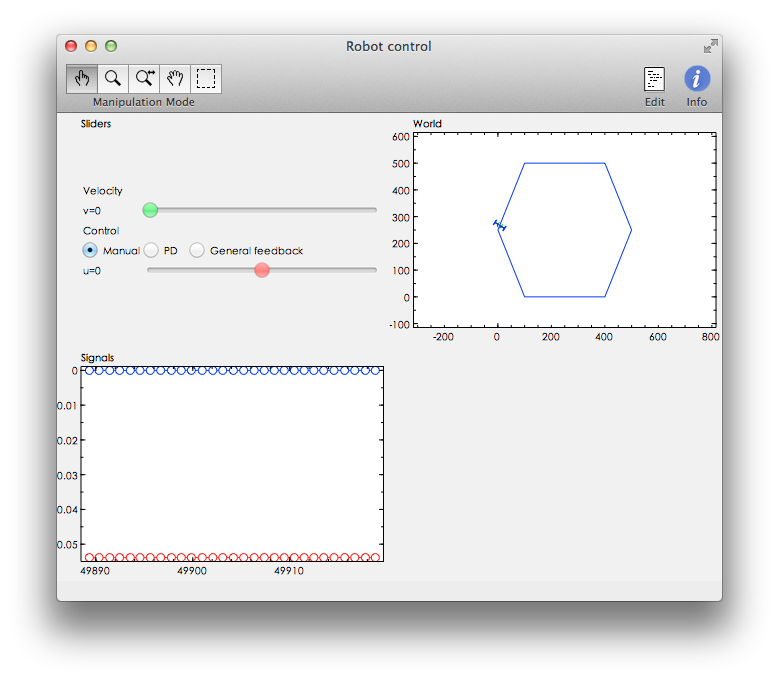 Robot control
Manipulation Mode
Edit
Info
Sliders
Velocity
v=0
Control
Manual PD General feedback
u=0
World
600
500
400
300
200
100
0
-100
-200 0 200 400 600 800
Signals
0
0.01
0.02
0.03
0.04
0.05
49890 49900 49910